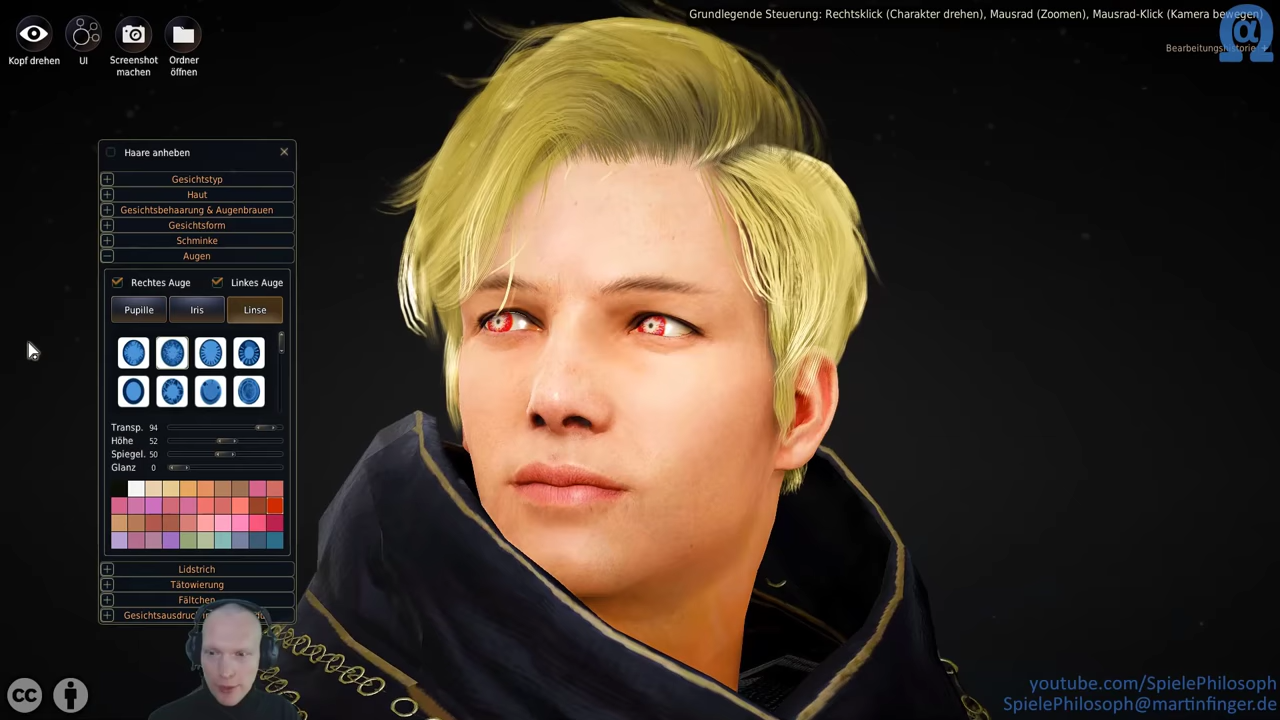 Grundlegende Steuerung: Rechtsklick (Charakter drehen), Mausrad (Zoomen), Mausrad-Klick (Kamera bewegen)
Bearbeitungshistorie +
Kopf drehen
UI
Screenshot
machen
Ordner
öffnen
Haare anheben
Gesichtstyp
Haut
Gesichtsbehaarung & Augenbrauen
Gesichtsform
Schminke
Augen
Rechtes Auge
Linkes Auge
Pupille
Iris
Linse
Transp. 94
Höhe 52
Spiegel. 50
Glanz 0
Lidstrich
Tätowierung
Fältchen
cc
youtube.com/SpielePhilosoph
SpielePhilosoph@martinfinger.de